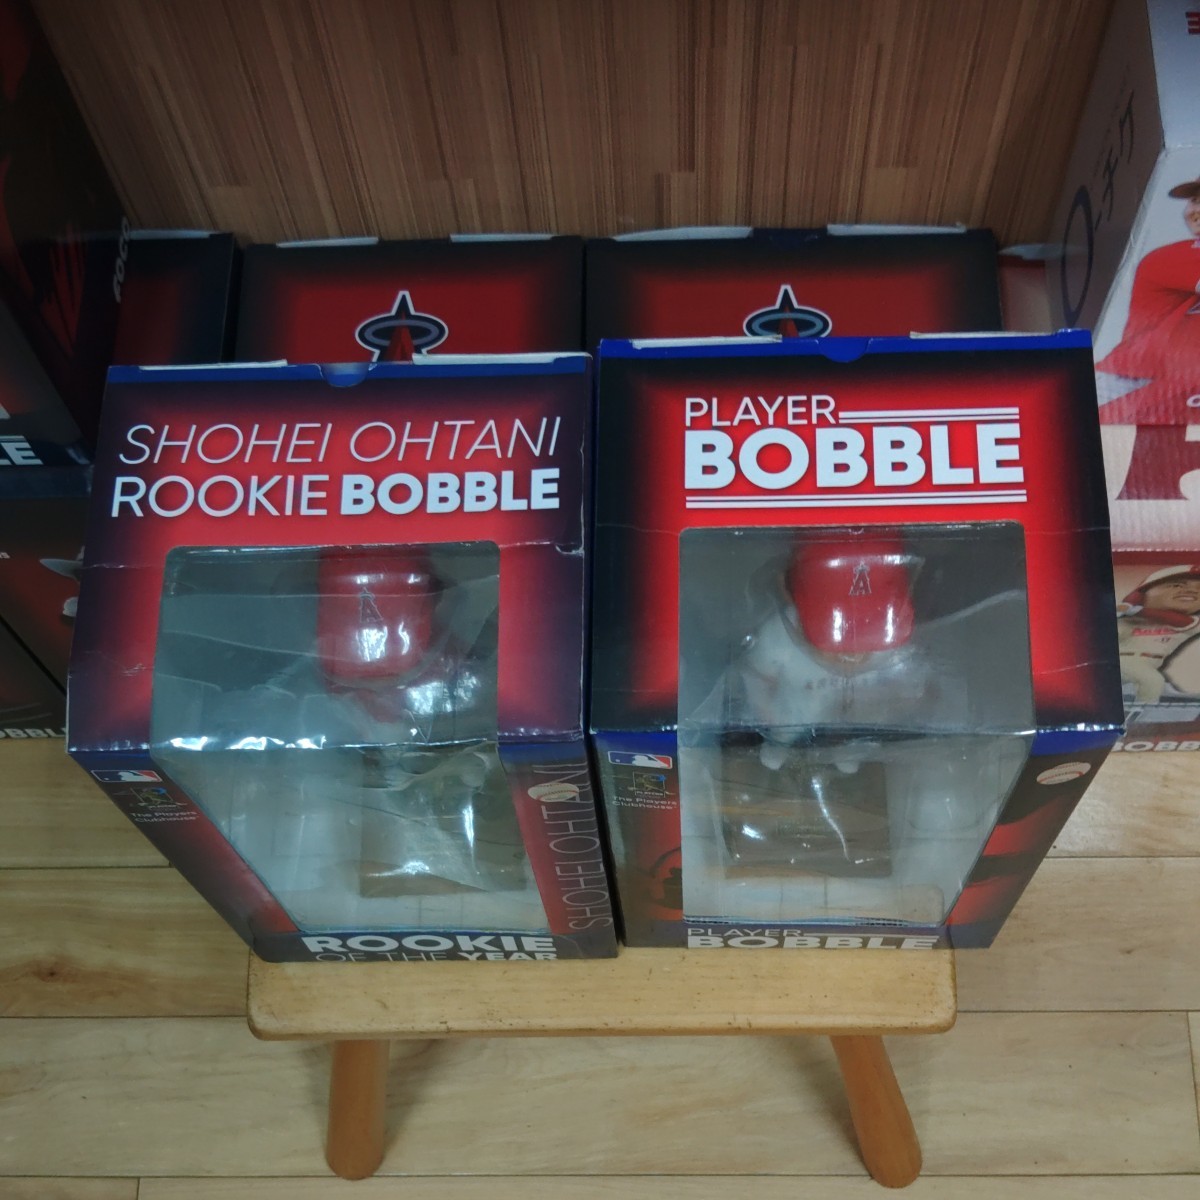 SHOHEI OHTANI
ROOKIE BOBBLE
The Players
Clubhouse
SHOHEI OHTANI
ROOKIE
OF THE YEAR
PLAYER
BOBBLE
The Players
Clubhouse
PLAYER
BOBBLE
FOCO